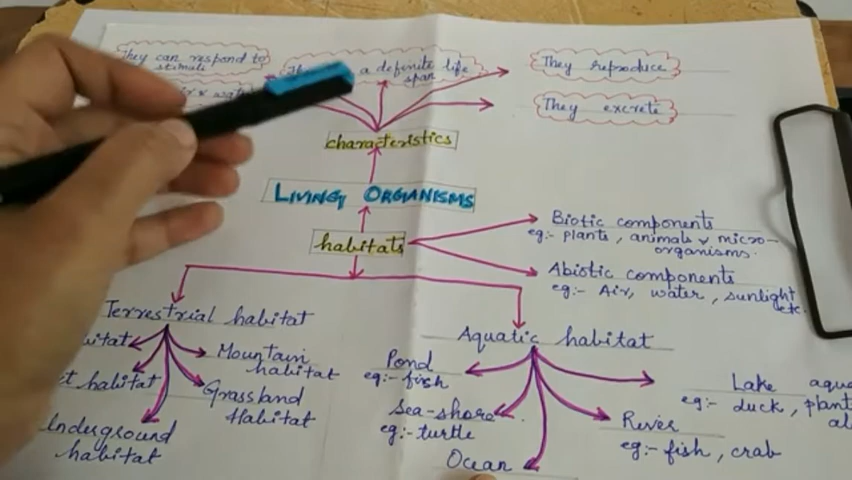 They can respond to
stimuli
a definite life
span
They reproduce
They excrete
characteristics
LIVING ORGANISMS
habitats
Biotic components
eg:- plants, animals & micro-
organisms.
Abiotic components
eg:- Air, water, sunlight
etc.
Terrestrial habitat
Mountain
habitat
Grassland
Habitat
habitat
Underground
habitat
Aquatic habitat
Pond
eg:- fish
Sea-shore
eg:- turtle
Ocean
River
eg:- fish, crab
Lake
eg:- duck, plant